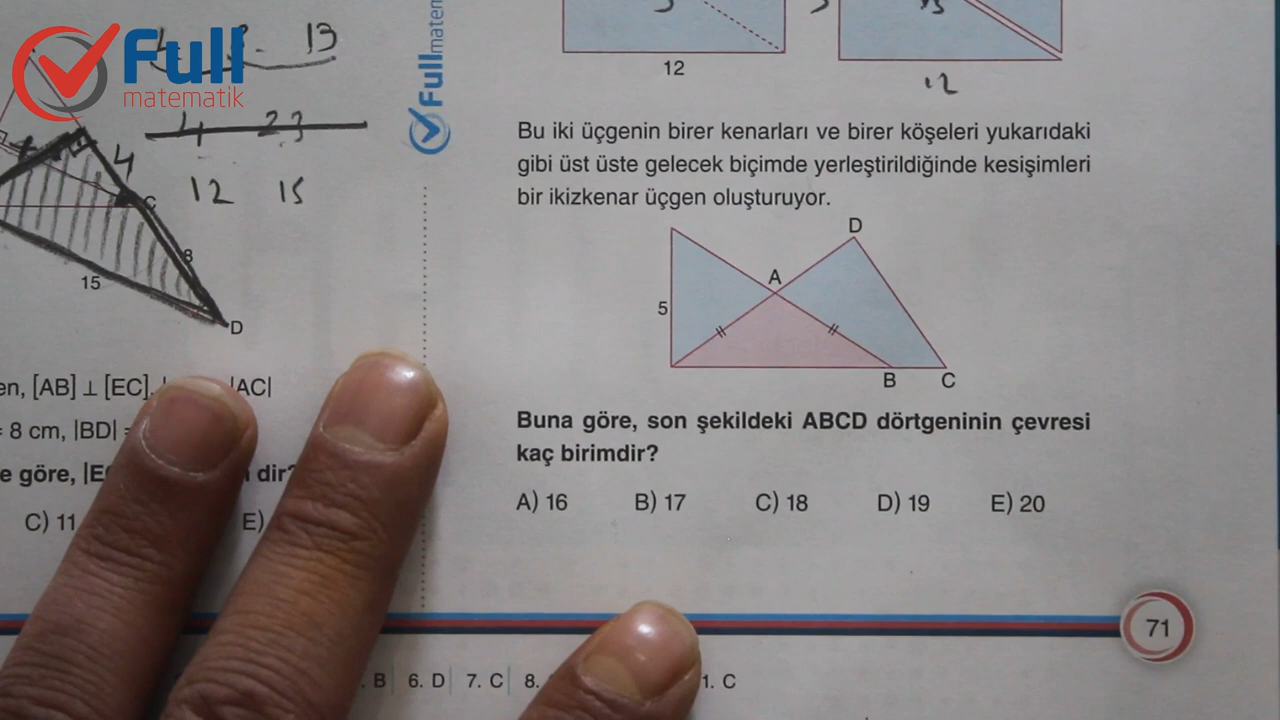 Full
matematik
13
4 23
12 15
4
C
8
15
D
en, [AB] ⊥ [EC], |AC|
= 8 cm, |BD| =
e göre, |E dir?
C) 11
E)
Full matem
12
13
12
Bu iki üçgenin birer kenarları ve birer köşeleri yukarıdaki
gibi üst üste gelecek biçimde yerleştirildiğinde kesişimleri
bir ikizkenar üçgen oluşturuyor.
D
A
5
B C
Buna göre, son şekildeki ABCD dörtgeninin çevresi
kaç birimdir?
A) 16 B) 17 C) 18 D) 19 E) 20
71
B 6. D 7. C 8. 1. C